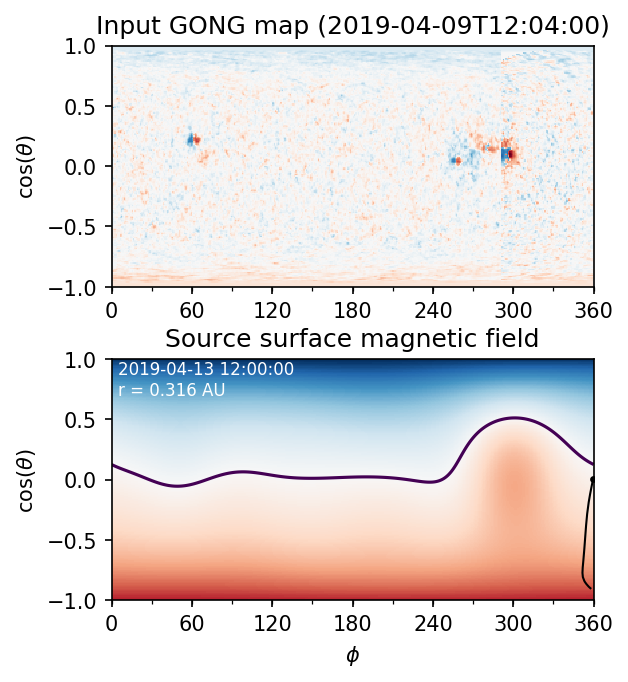 Input GONG map (2019-04-09T12:04:00)
1.0
0.5
0.0
−0.5
−1.0
cos(θ)
0 60 120 180 240 300 360
Source surface magnetic field
2019-04-13 12:00:00
r = 0.316 AU
1.0
0.5
0.0
−0.5
−1.0
cos(θ)
0 60 120 180 240 300 360
ϕ